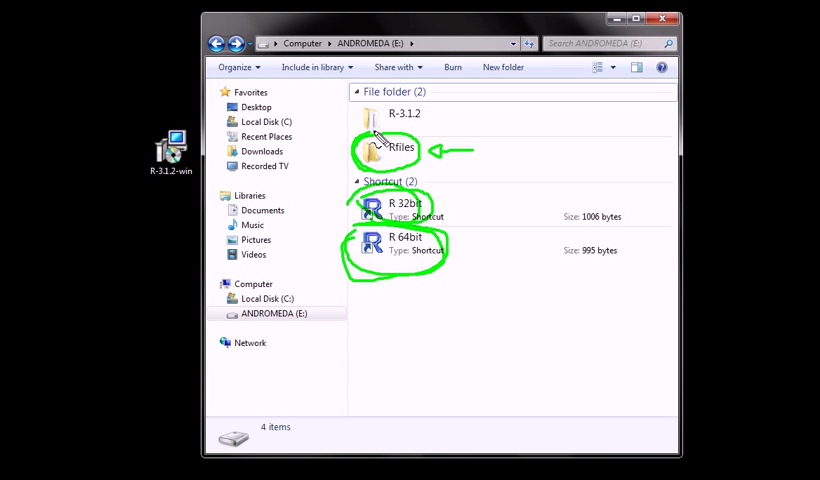 Computer ANDROMEDA (E:) Search ANDROMEDA (E:)
Organize Include in library Share with Burn New folder
Favorites
Desktop
Local Disk (C)
Recent Places
Downloads
Recorded TV
Libraries
Documents
Music
Pictures
Videos
Computer
Local Disk (C:)
ANDROMEDA (E:)
Network
File folder (2)
R-3.1.2
Rfiles
Shortcut (2)
R 32bit
Type: Shortcut Size: 1006 bytes
R 64bit
Type: Shortcut Size: 995 bytes
4 items
R-3.1.2-win